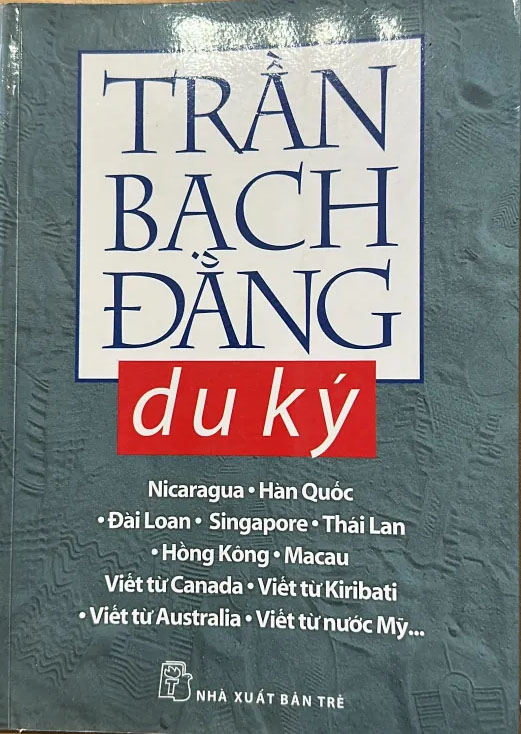 TRẦN
BẠCH
ĐẰNG
du ký
Nicaragua • Hàn Quốc
• Đài Loan • Singapore • Thái Lan
• Hồng Kông • Macau
Viết từ Canada • Viết từ Kiribati
• Viết từ Australia • Viết từ nước Mỹ...
NHÀ XUẤT BẢN TRẺ